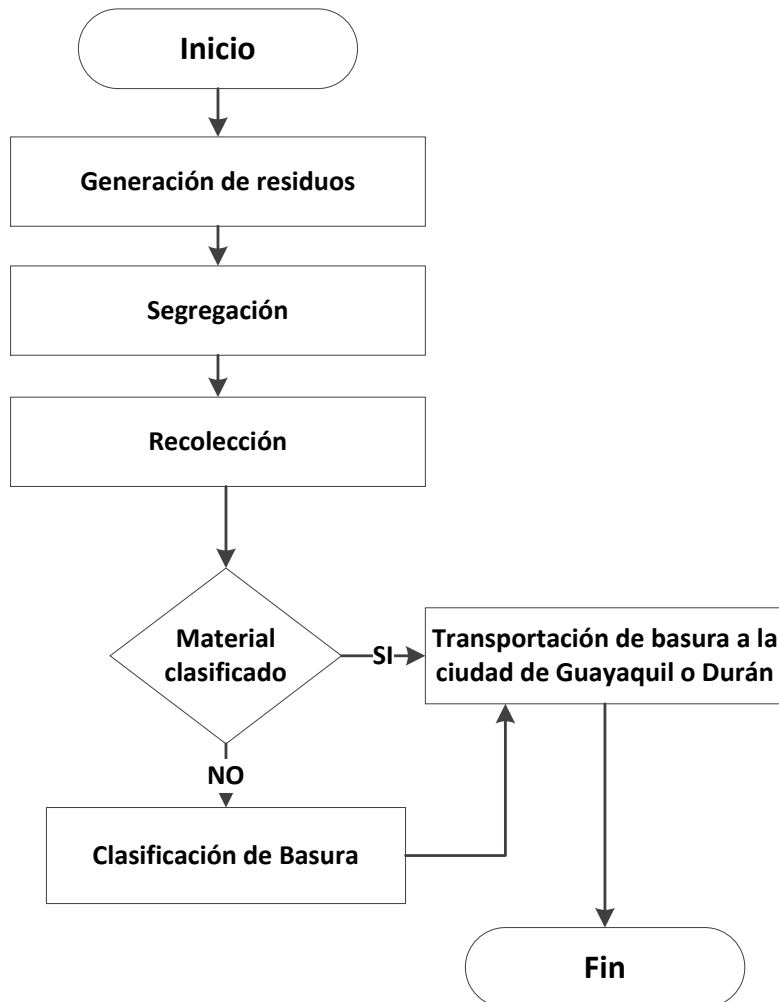 Inicio
Generación de residuos
Segregación
Recolección
Material
clasificado
SI
Transportación de basura a la
ciudad de Guayaquil o Durán
NO
Clasificación de Basura
Fin